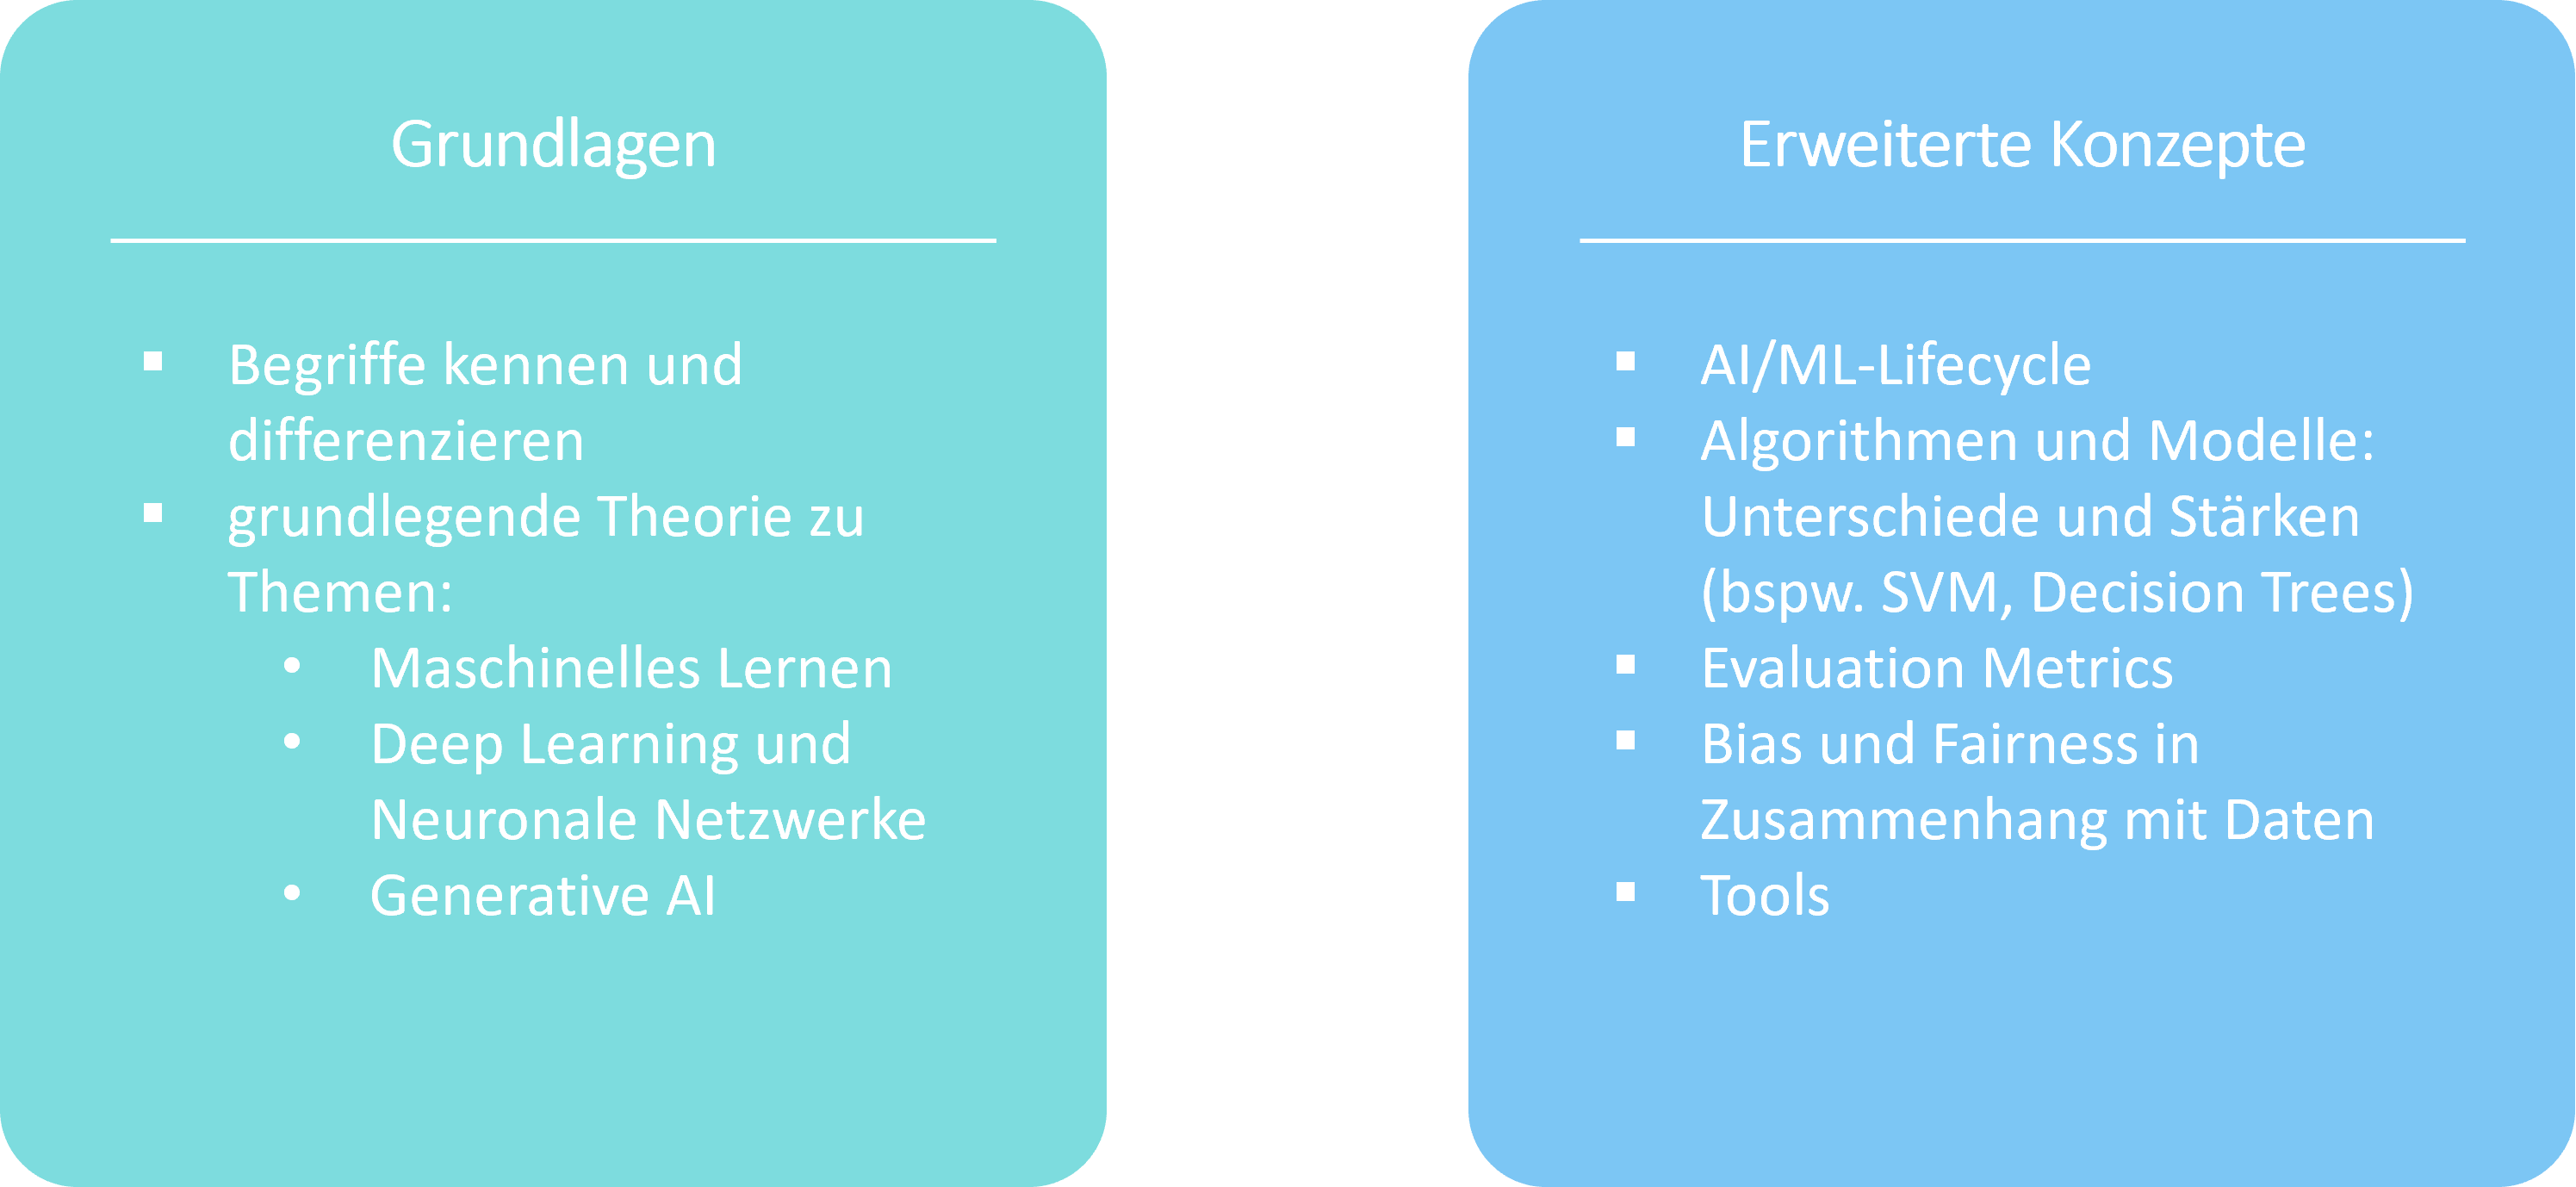 Grundlagen
▪ Begriffe kennen und
differenzieren
▪ grundlegende Theorie zu
Themen:
• Maschinelles Lernen
• Deep Learning und
Neuronale Netzwerke
• Generative AI
Erweiterte Konzepte
▪ AI/ML-Lifecycle
▪ Algorithmen und Modelle:
Unterschiede und Stärken
(bspw. SVM, Decision Trees)
▪ Evaluation Metrics
▪ Bias und Fairness in
Zusammenhang mit Daten
▪ Tools